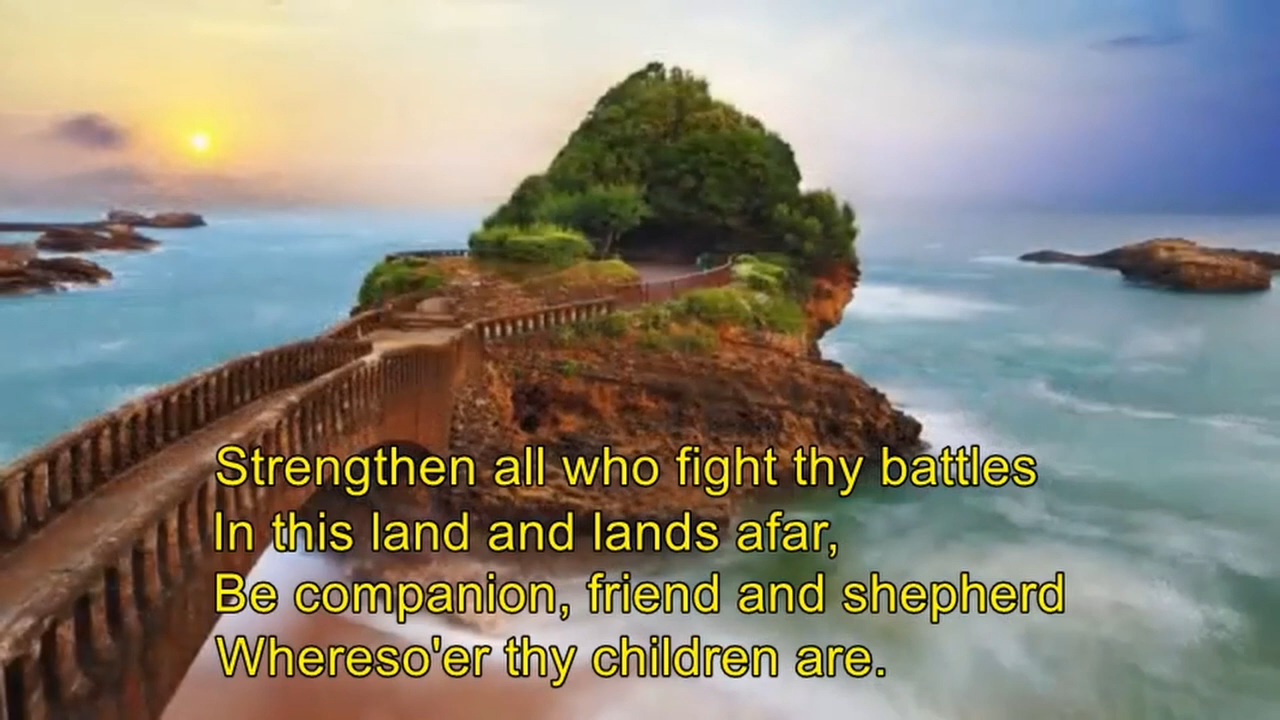 Strengthen all who fight thy battles
In this land and lands afar,
Be companion, friend and shepherd
Whereso'er thy children are.